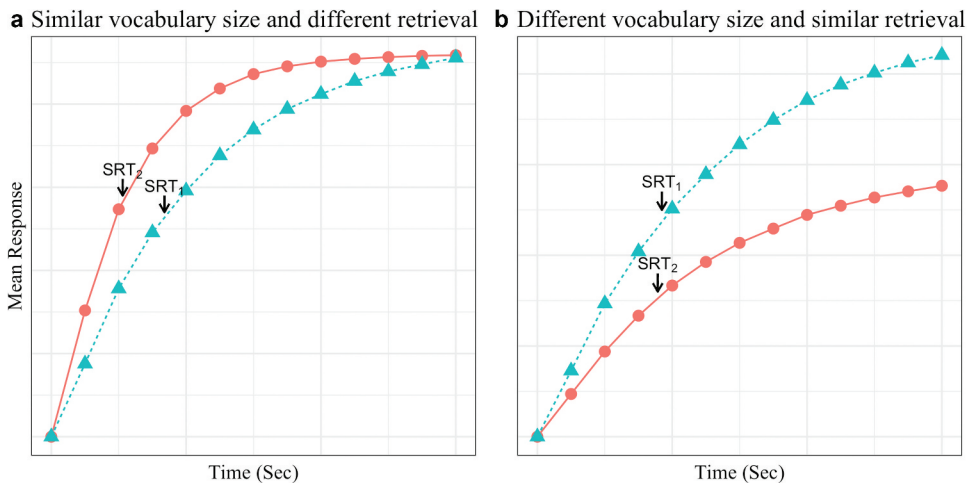 a Similar vocabulary size and different retrieval
SRT₂
SRT₁
Mean Response
Time (Sec)
b Different vocabulary size and similar retrieval
SRT₁
SRT₂
Time (Sec)